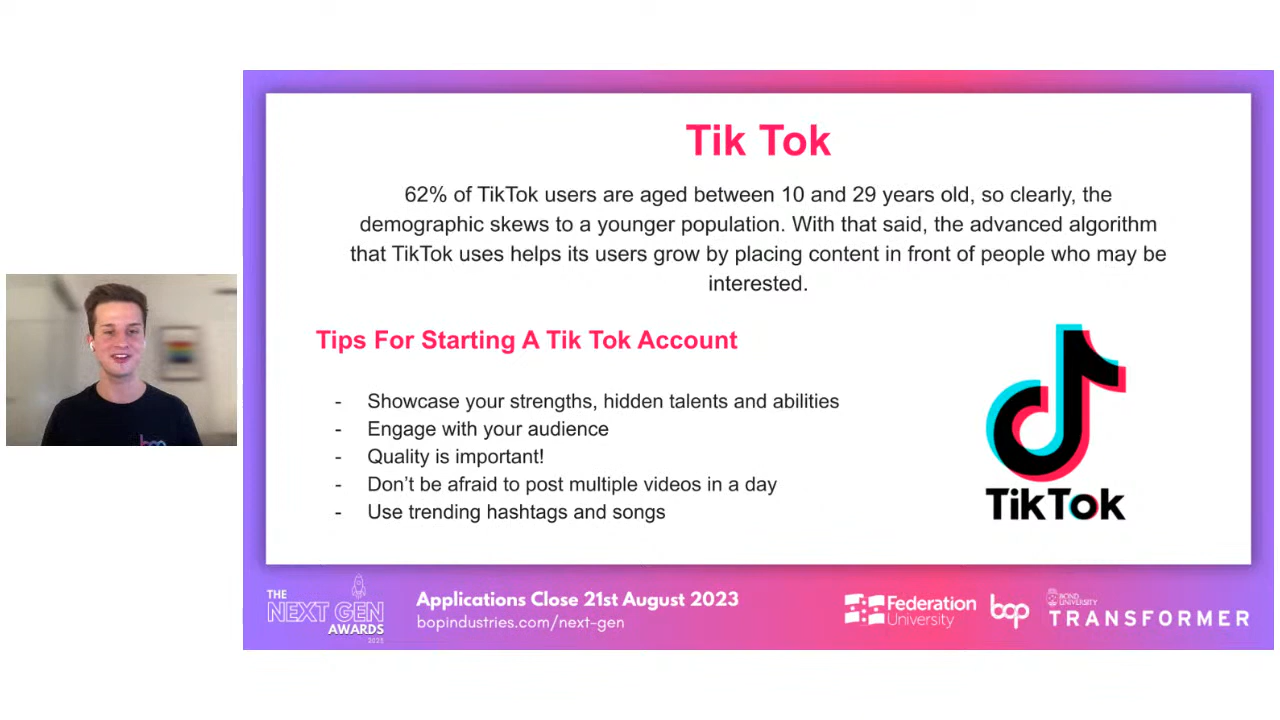 Tik Tok
62% of TikTok users are aged between 10 and 29 years old, so clearly, the
demographic skews to a younger population. With that said, the advanced algorithm
that TikTok uses helps its users grow by placing content in front of people who may be
interested.
Tips For Starting A Tik Tok Account
- Showcase your strengths, hidden talents and abilities
- Engage with your audience
- Quality is important!
- Don't be afraid to post multiple videos in a day
- Use trending hashtags and songs
TikTok
bop
THE
NEXT GEN
AWARDS
Applications Close 21st August 2023
bopindustries.com/next-gen
Federation
University
bop
BOND
UNIVERSITY
TRANSFORMER